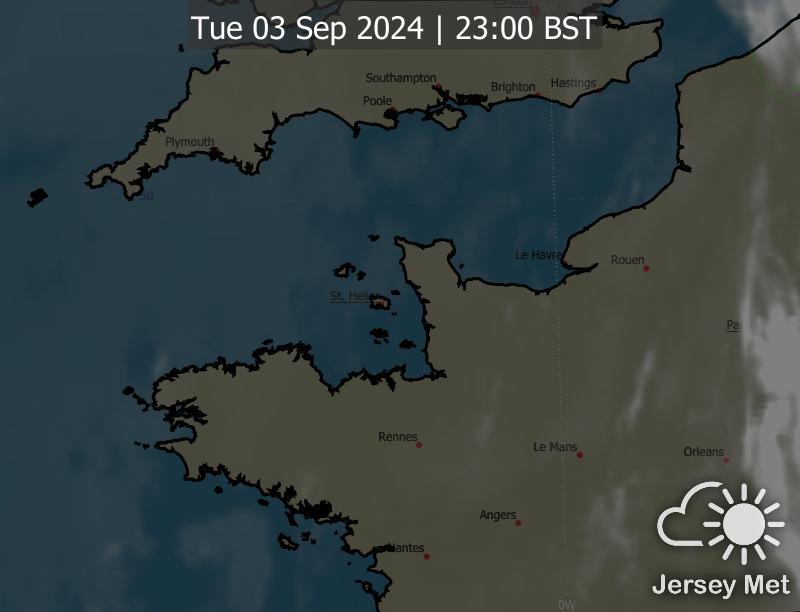 London
Tue 03 Sep 2024 | 23:00 BST
Southampton
Brighton
Hastings
Poole
Plymouth
50
Le Havre
Rouen
St. Helier
Pa
Rennes
Le Mans
Orleans
Angers
Nantes
Jersey Met
0W